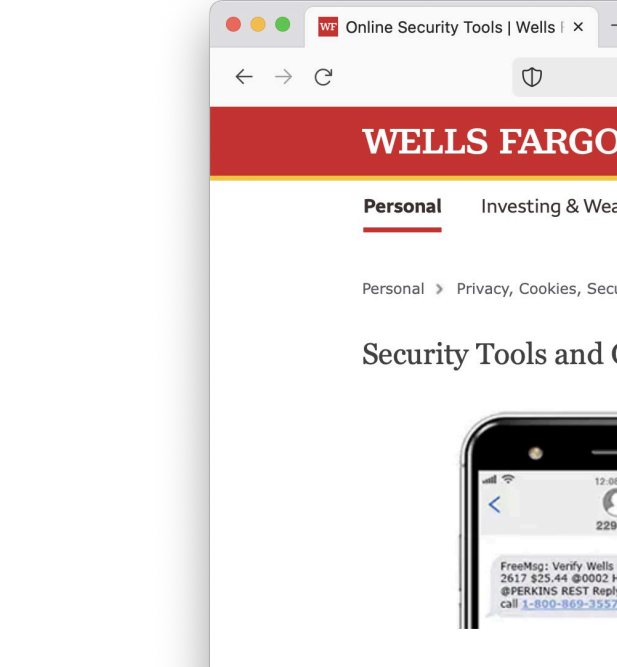 WF Online Security Tools | Wells F
WELLS FARGO
Personal Investing & Wea
Personal > Privacy, Cookies, Secu
Security Tools and
12:08
229
FreeMsg: Verify Wells
2617 $25.44 @0002 H
@PERKINS REST Reply
call 1-800-869-3557